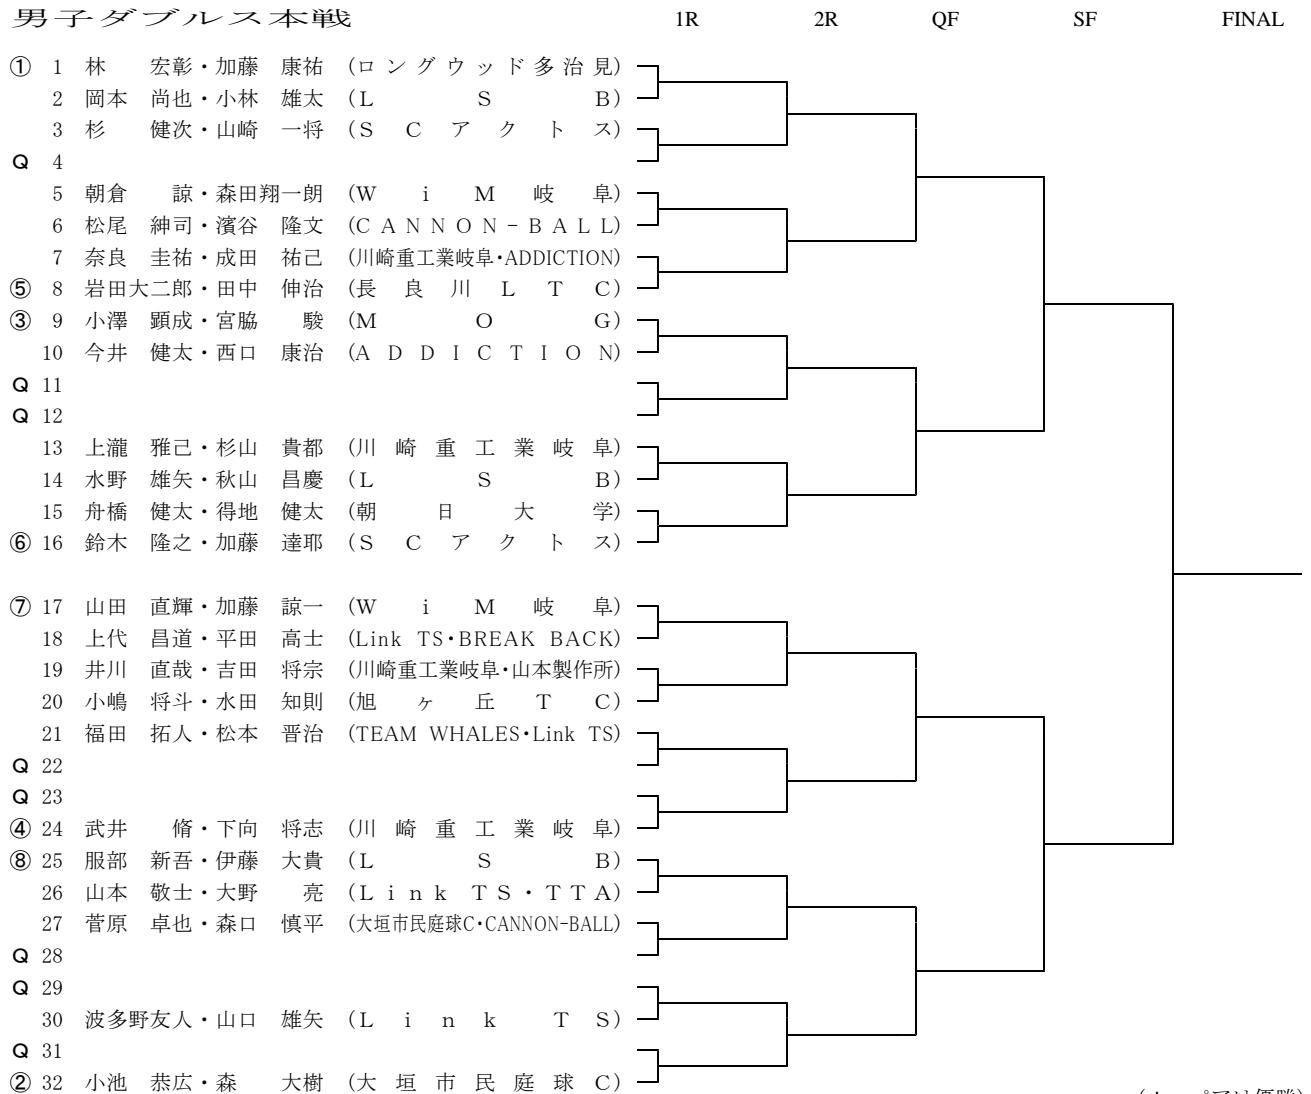 男子ダブルス本戦 1R 2R QF SF FINAL
① 1 林 宏彰・加藤 康祐 (ロングウッド多治見)
2 岡本 尚也・小林 雄太 (LSB)
3 杉 健次・山崎 一将 (SCアクトス)
Q 4
5 朝倉 諒・森田翔一朗 (WiM岐阜)
6 松尾 紳司・濱谷 隆文 (CANNON-BALL)
7 奈良 圭祐・成田 祐己 (川崎重工業岐阜・ADDICTION)
⑤ 8 岩田大二郎・田中 伸治 (長良川LTC)
③ 9 小澤 顕成・宮脇 駿 (MOG)
10 今井 健太・西口 康治 (ADDICTION)
Q 11
Q 12
13 上瀧 雅己・杉山 貴都 (川崎重工業岐阜)
14 水野 雄矢・秋山 昌慶 (LSB)
15 舟橋 健太・得地 健太 (朝日大学)
⑥ 16 鈴木 隆之・加藤 達耶 (SCアクトス)
⑦ 17 山田 直輝・加藤 諒一 (WiM岐阜)
18 上代 昌道・平田 高士 (Link TS・BREAK BACK)
19 井川 直哉・吉田 将宗 (川崎重工業岐阜・山本製作所)
20 小嶋 将斗・水田 知則 (旭ヶ丘TC)
21 福田 拓人・松本 晋治 (TEAM WHALES・Link TS)
Q 22
Q 23
④ 24 武井 脩・下向 将志 (川崎重工業岐阜)
⑧ 25 服部 新吾・伊藤 大貴 (LSB)
26 山本 敬士・大野 亮 (Link TS・TTA)
27 菅原 卓也・森口 慎平 (大垣市民庭球C・CANNON-BALL)
Q 28
Q 29
30 波多野友人・山口 雄矢 (Link TS)
Q 31
② 32 小池 恭広・森 大樹 (大垣市民庭球C)